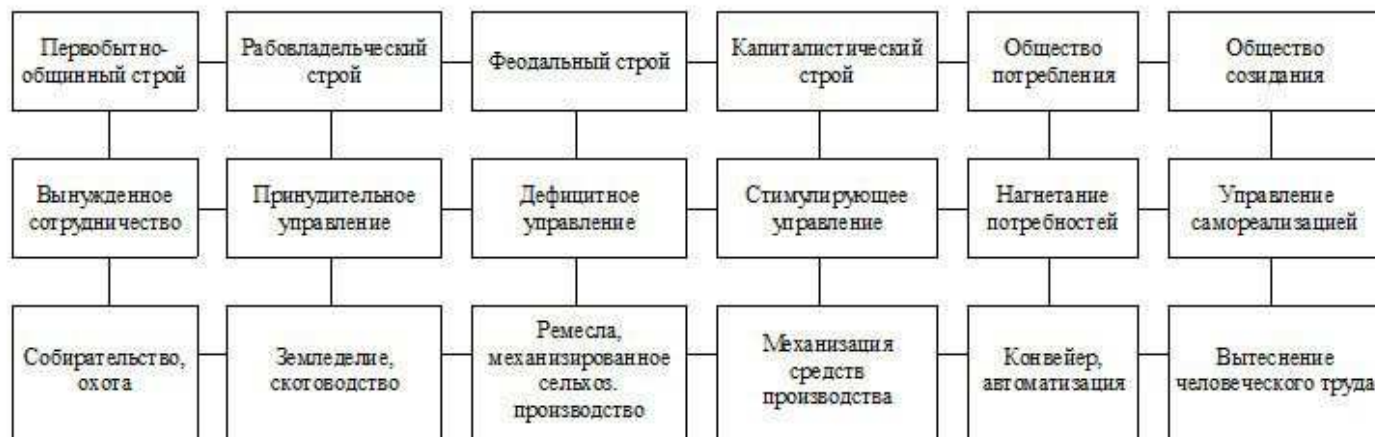 Первобытно-
общинный строй
Рабовладельческий
строй
Феодальный строй
Капиталистический
строй
Общество
потребления
Общество
созидания
Вынужденное
сотрудничество
Принудительное
управление
Дефицитное
управление
Стимулирующее
управление
Нагнетание
потребностей
Управление
самореализацией
Собирательство,
охота
Земледелие,
скотоводство
Ремесла,
механизированное
сельхоз.
производство
Механизация
средств
производства
Конвейер,
автоматизация
Вытеснение
человеческого труда